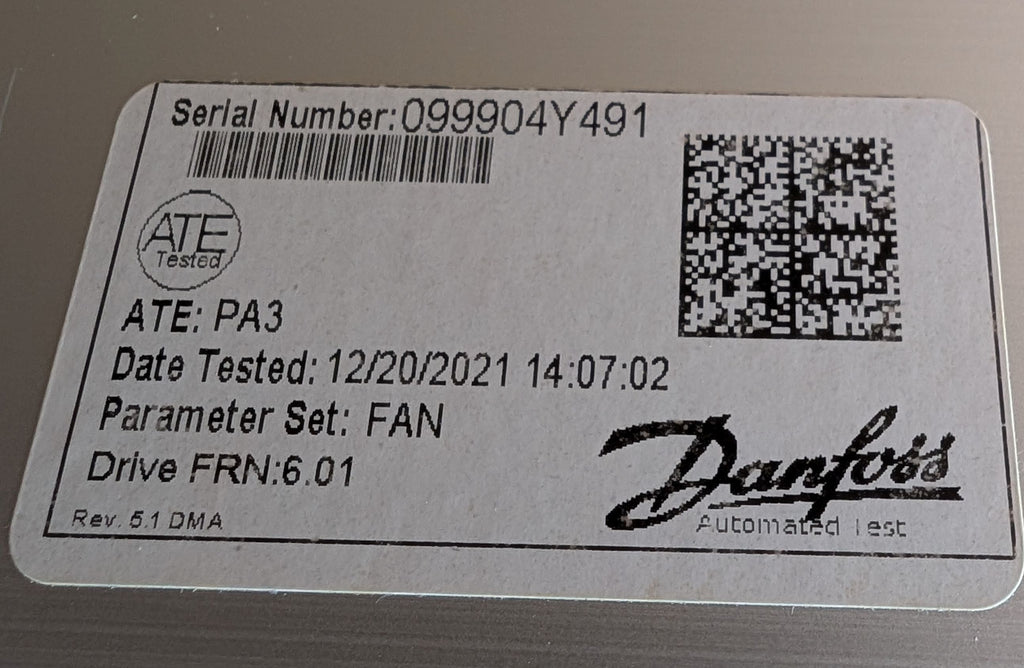 Serial Number:099904Y491
ATE
Tested
ATE: PA3
Date Tested: 12/20/2021 14:07:02
Parameter Set: FAN
Drive FRN:6.01
Rev. 5.1 DMA
Danfoss
Automated Test